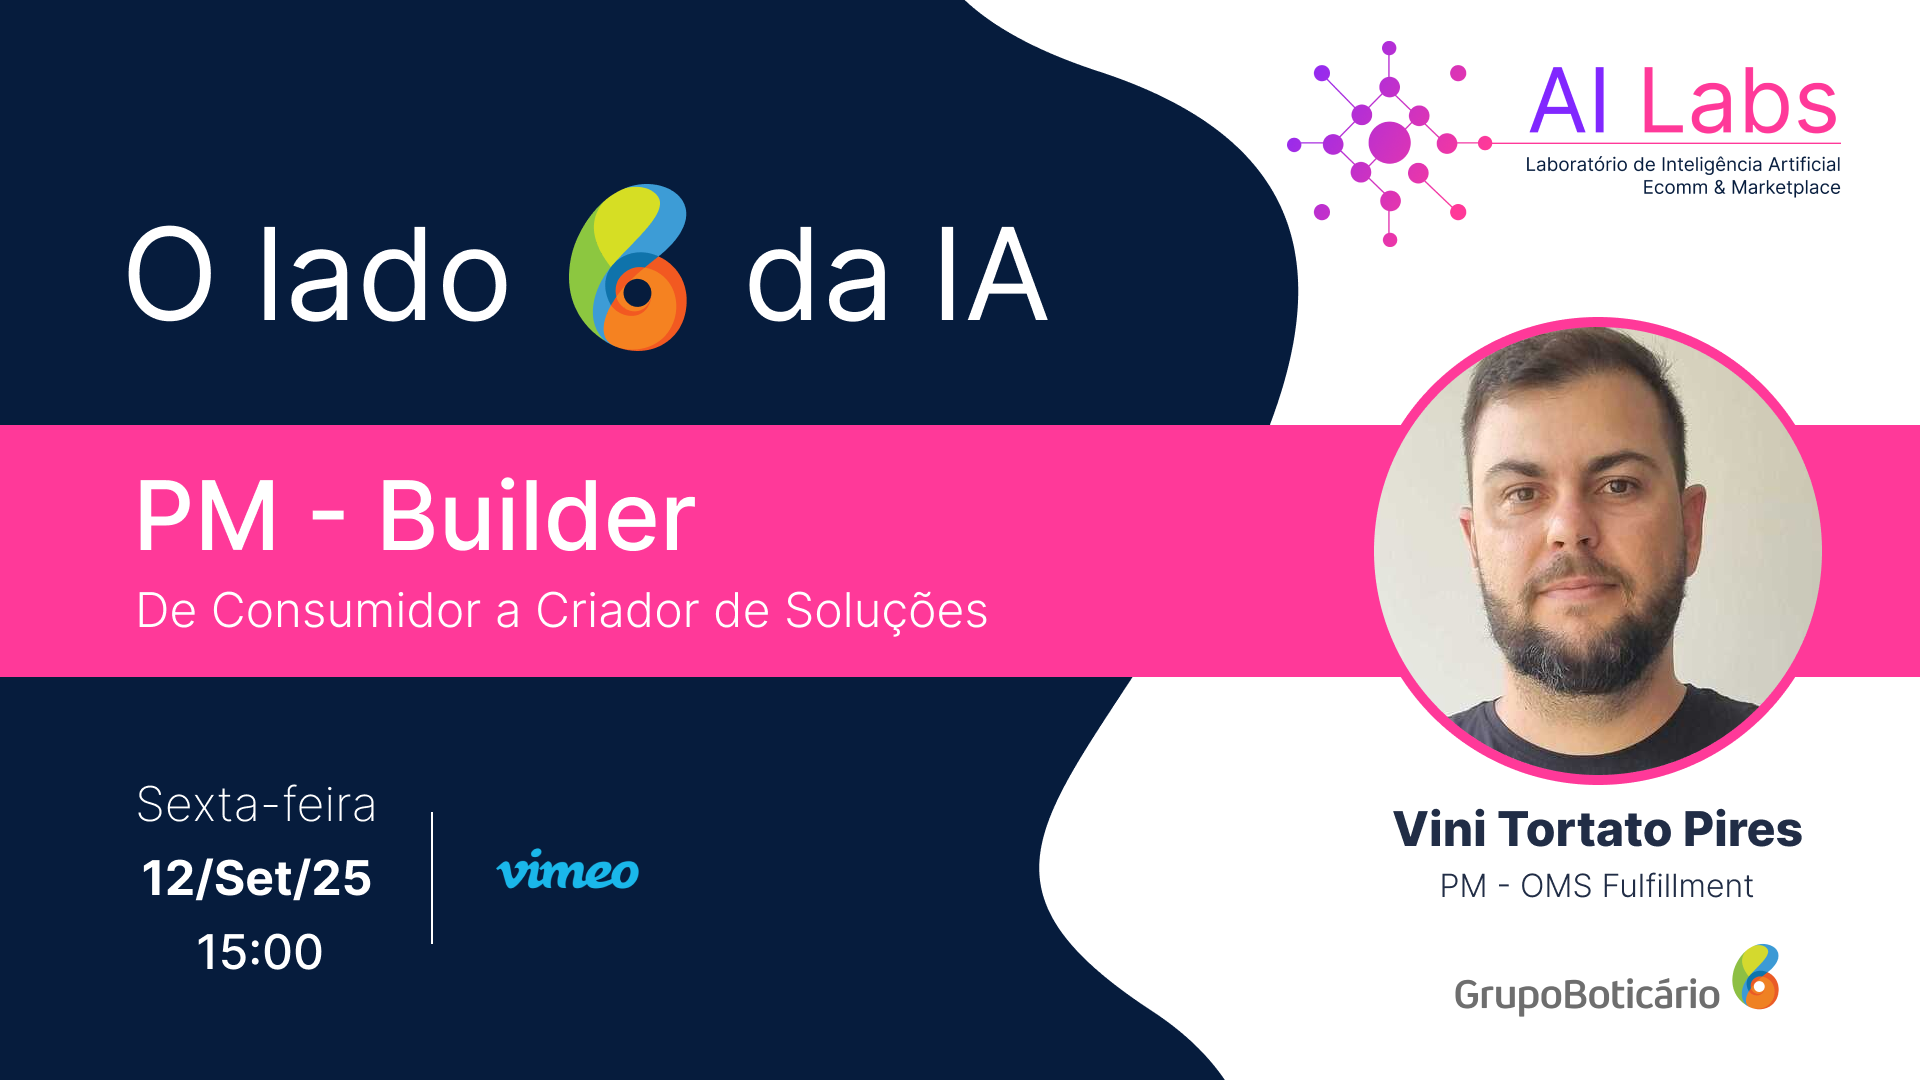 O lado da IA
AI Labs
Laboratório de Inteligência Artificial
Ecomm & Marketplace
PM - Builder
De Consumidor a Criador de Soluções
Sexta-feira
12/Set/25
15:00
vimeo
Vini Tortato Pires
PM - OMS Fulfillment
GrupoBoticário